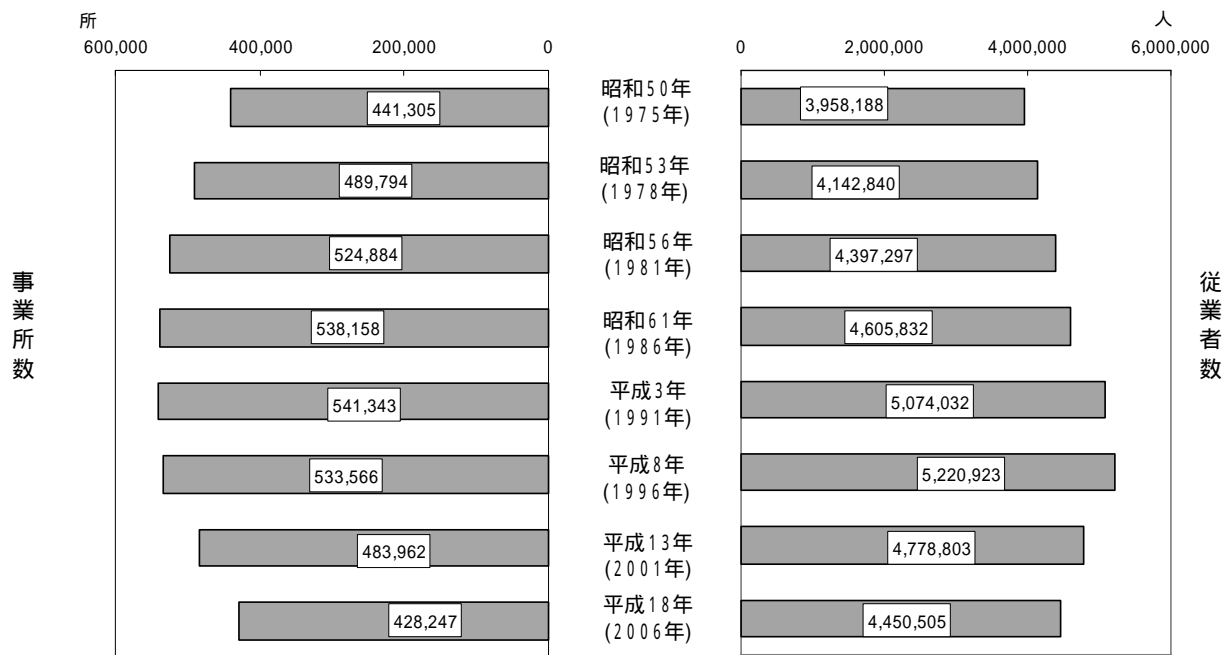 所
人
600,000 400,000 200,000 0
0 2,000,000 4,000,000 6,000,000
441,305
昭和50年
(1975年)
3,958,188
489,794
昭和53年
(1978年)
4,142,840
524,884
昭和56年
(1981年)
4,397,297
事業所数
従業者数
538,158
昭和61年
(1986年)
4,605,832
541,343
平成3年
(1991年)
5,074,032
533,566
平成8年
(1996年)
5,220,923
483,962
平成13年
(2001年)
4,778,803
428,247
平成18年
(2006年)
4,450,505